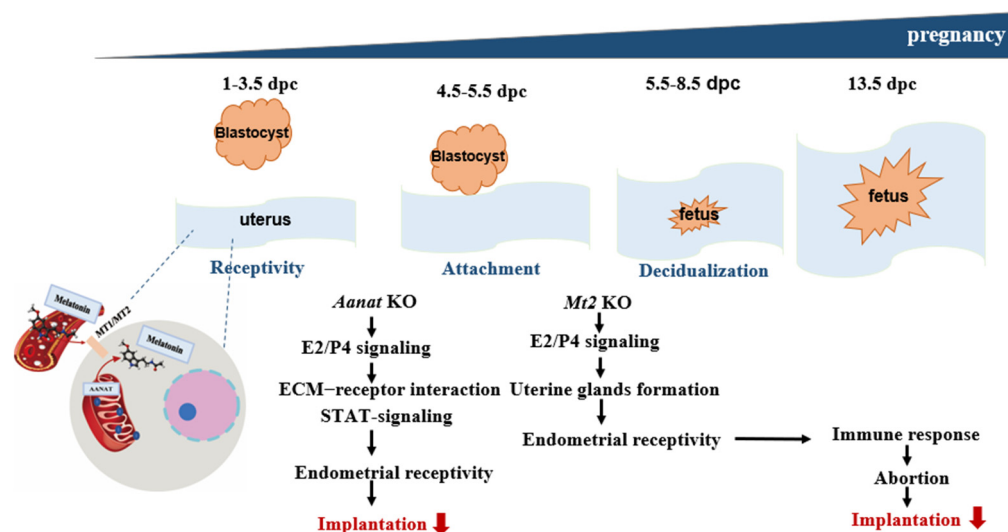 pregnancy
1-3.5 dpc
4.5-5.5 dpc
5.5-8.5 dpc
13.5 dpc
Blastocyst
Blastocyst
uterus
fetus
fetus
Receptivity
Attachment
Decidualization
Melatonin
MT1/MT2
Melatonin
AANAT
Aanat KO
E2/P4 signaling
ECM–receptor interaction
STAT-signaling
Endometrial receptivity
Implantation
Mt2 KO
E2/P4 signaling
Uterine glands formation
Endometrial receptivity
Immune response
Abortion
Implantation